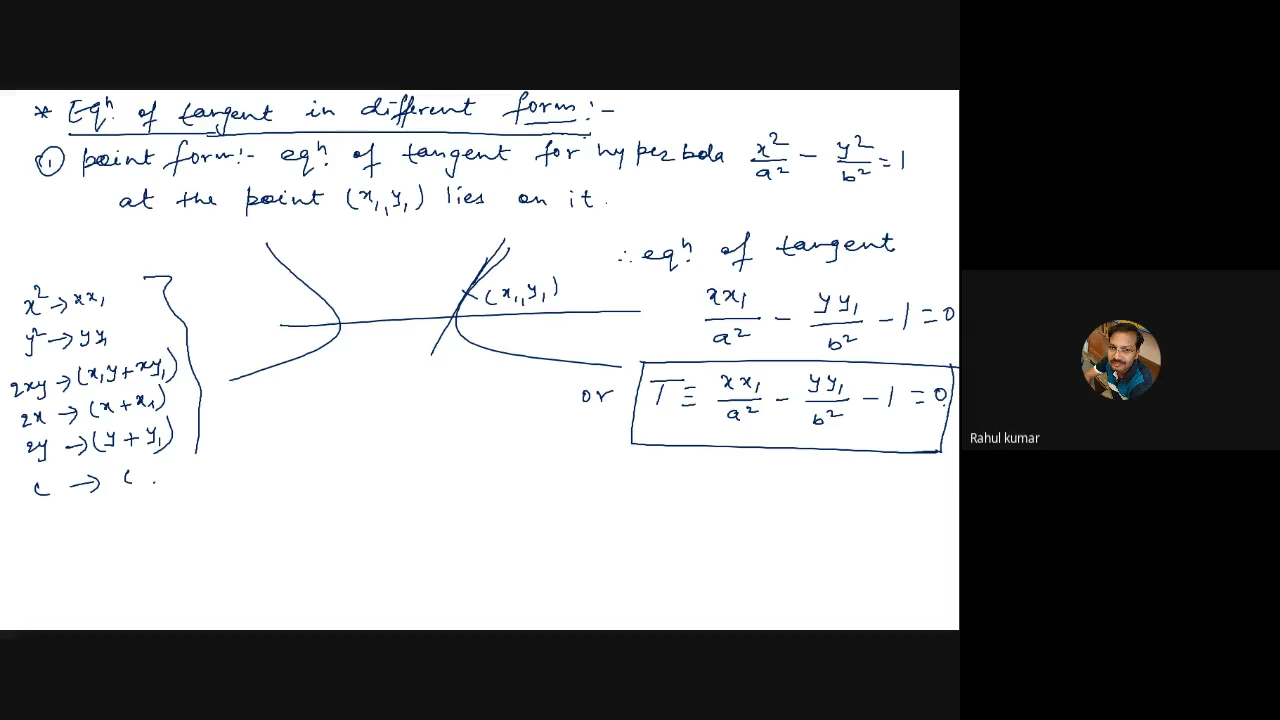 * Eqⁿ of tangent in different form :-
① point form:- eqⁿ of tangent for hyperbola x²/a² - y²/b² = 1
at the point (x₁,y₁) lies on it.
∴ eqⁿ of tangent
(x₁,y₁)
xx₁/a² - yy₁/b² - 1 = 0
or T ≡ xx₁/a² - yy₁/b² - 1 = 0.
x² → xx₁
y² → yy₁
2xy → (x₁y + xy₁)
2x → (x + x₁)
2y → (y + y₁)
c → c .
Rahul kumar